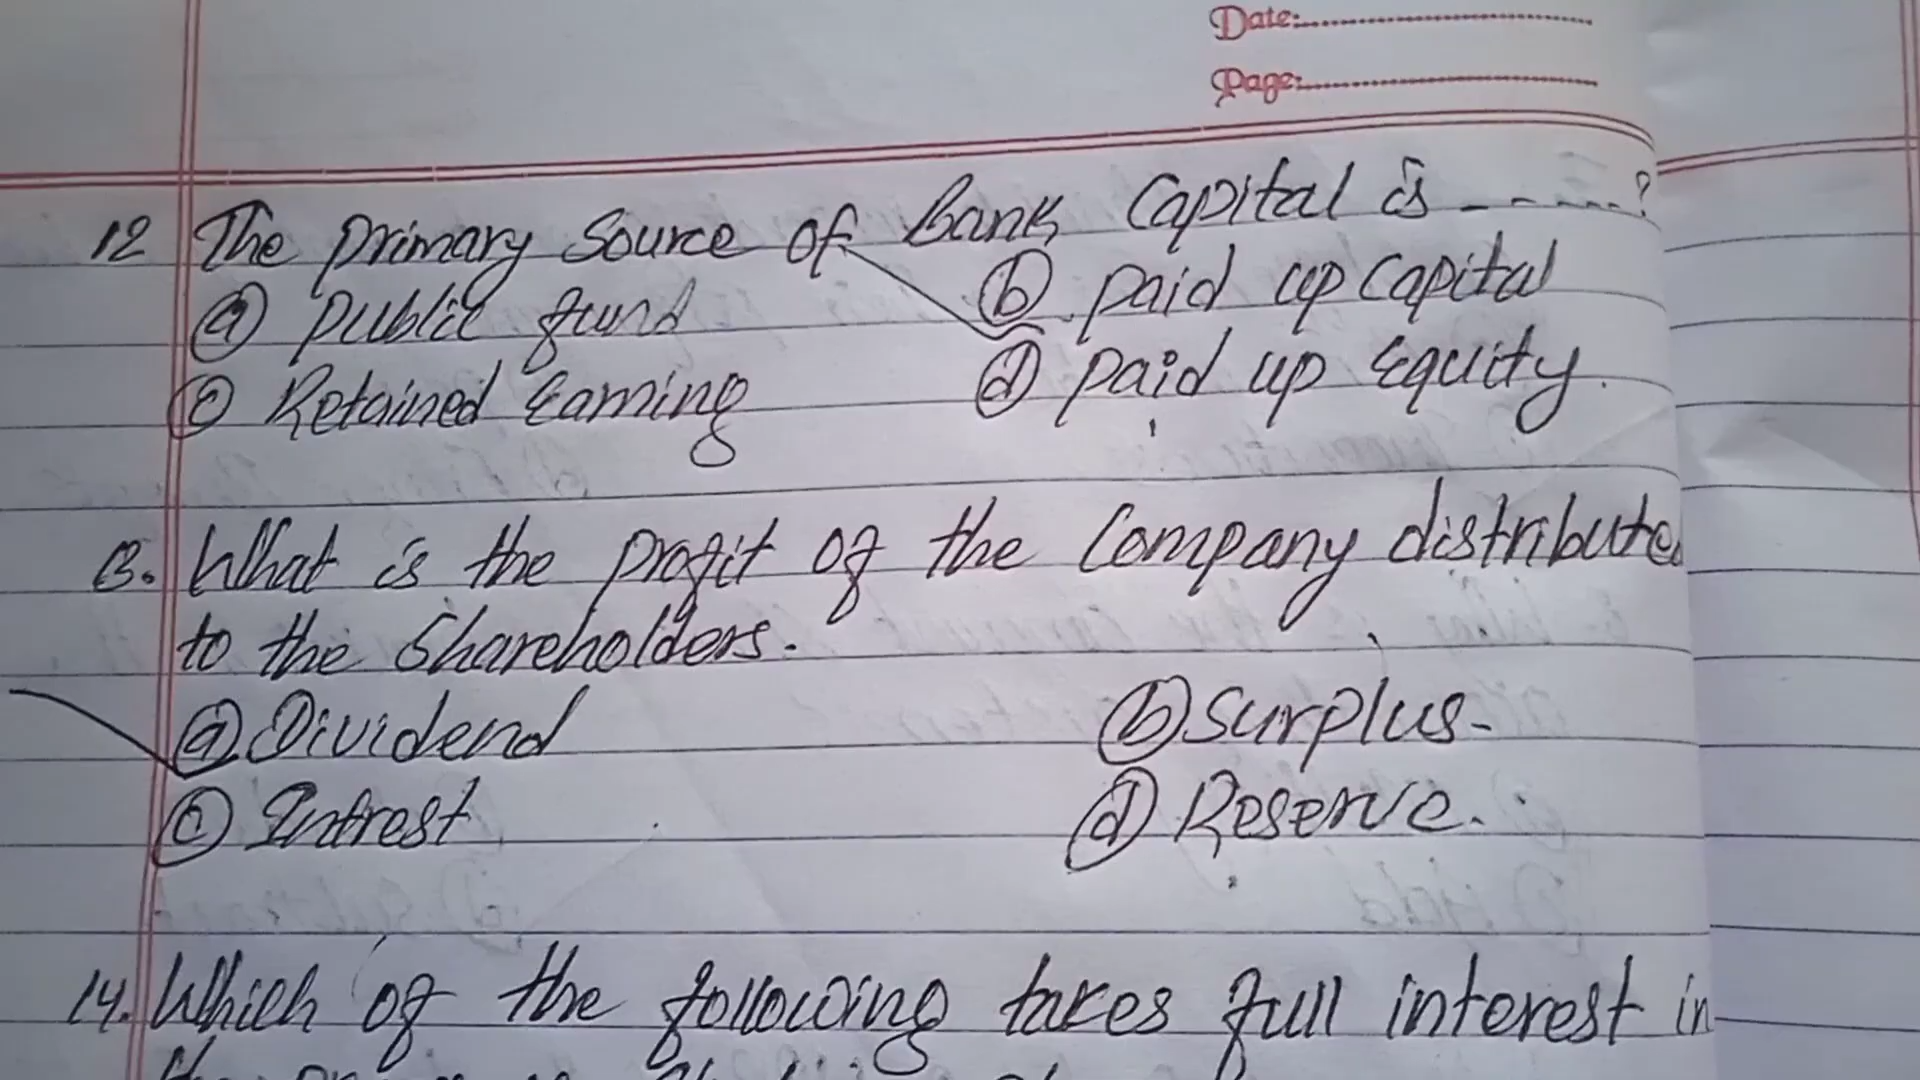 Date:
Page:
12 The primary Source of Bank Capital is -----?
(a) public fund (b) paid up Capital
(c) Retained Earning (d) paid up Equity.
13. What is the profit of the Company distribute
to the Shareholders.
(a) Dividend (b) Surplus-
(c) Intrest (d) Reserve.
14. Which of the following takes full interest in